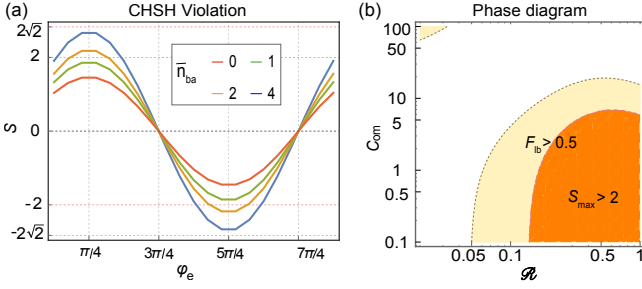 (a) CHSH Violation
2√2
2
0
-2
-2√2
S
n̄ba
0 1
2 4
π/4 3π/4 5π/4 7π/4
φe
(b) Phase diagram
100
50
10
5
1
0.5
0.1
Com
Flb > 0.5
Smax > 2
0.05 0.1 0.5 1
ℛ